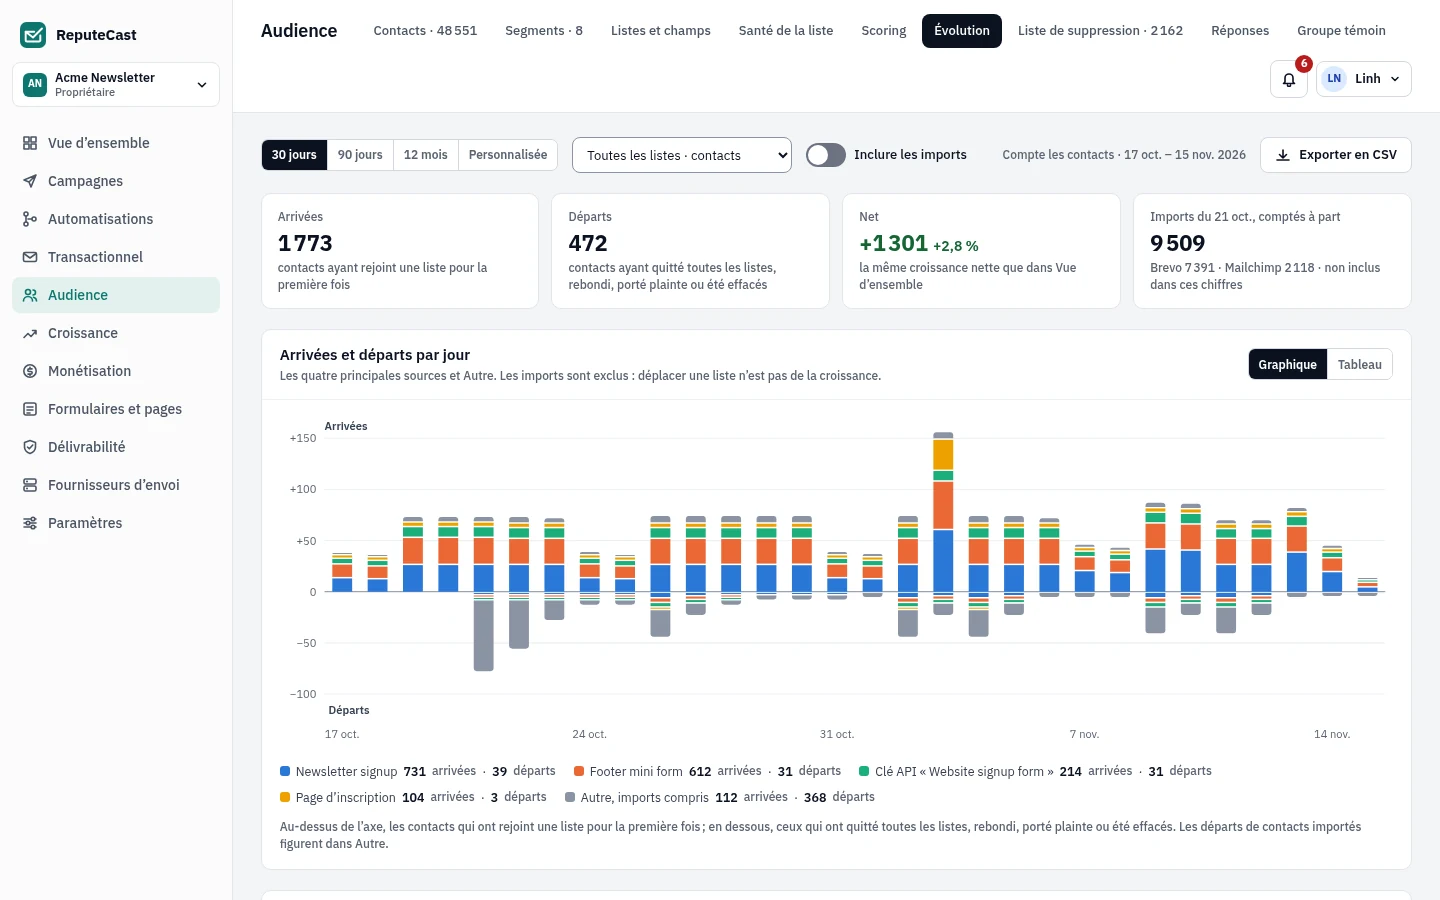 ReputeCast
AN
Acme Newsletter
Propriétaire
Vue d’ensemble
Campagnes
Automatisations
Transactionnel
Audience
Croissance
Monétisation
Formulaires et pages
Délivrabilité
Fournisseurs d’envoi
Paramètres
Audience
Contacts · 48 551
Segments · 8
Listes et champs
Santé de la liste
Scoring
Évolution
Liste de suppression · 2 162
Réponses
Groupe témoin
6
LN
Linh
30 jours
90 jours
12 mois
Personnalisée
Toutes les listes · contacts
Inclure les imports
Compte les contacts · 17 oct. – 15 nov. 2026
Exporter en CSV
Arrivées
1 773
contacts ayant rejoint une liste pour la
première fois
Départs
472
contacts ayant quitté toutes les listes,
rebondi, porté plainte ou été effacés
Net
+1 301 +2,8 %
la même croissance nette que dans Vue
d’ensemble
Imports du 21 oct., comptés à part
9 509
Brevo 7 391 · Mailchimp 2 118 · non inclus
dans ces chiffres
Arrivées et départs par jour
Les quatre principales sources et Autre. Les imports sont exclus : déplacer une liste n’est pas de la croissance.
Graphique
Tableau
Arrivées
+150
+100
+50
0
−50
−100
Départs
17 oct.
24 oct.
31 oct.
7 nov.
14 nov.
Newsletter signup 731 arrivées · 39 départs
Footer mini form 612 arrivées · 31 départs
Clé API « Website signup form » 214 arrivées · 31 départs
Page d’inscription 104 arrivées · 3 départs
Autre, imports compris 112 arrivées · 368 départs
Au-dessus de l’axe, les contacts qui ont rejoint une liste pour la première fois ; en dessous, ceux qui ont quitté toutes les listes, rebondi, porté plainte ou été effacés. Les départs de contacts importés
figurent dans Autre.